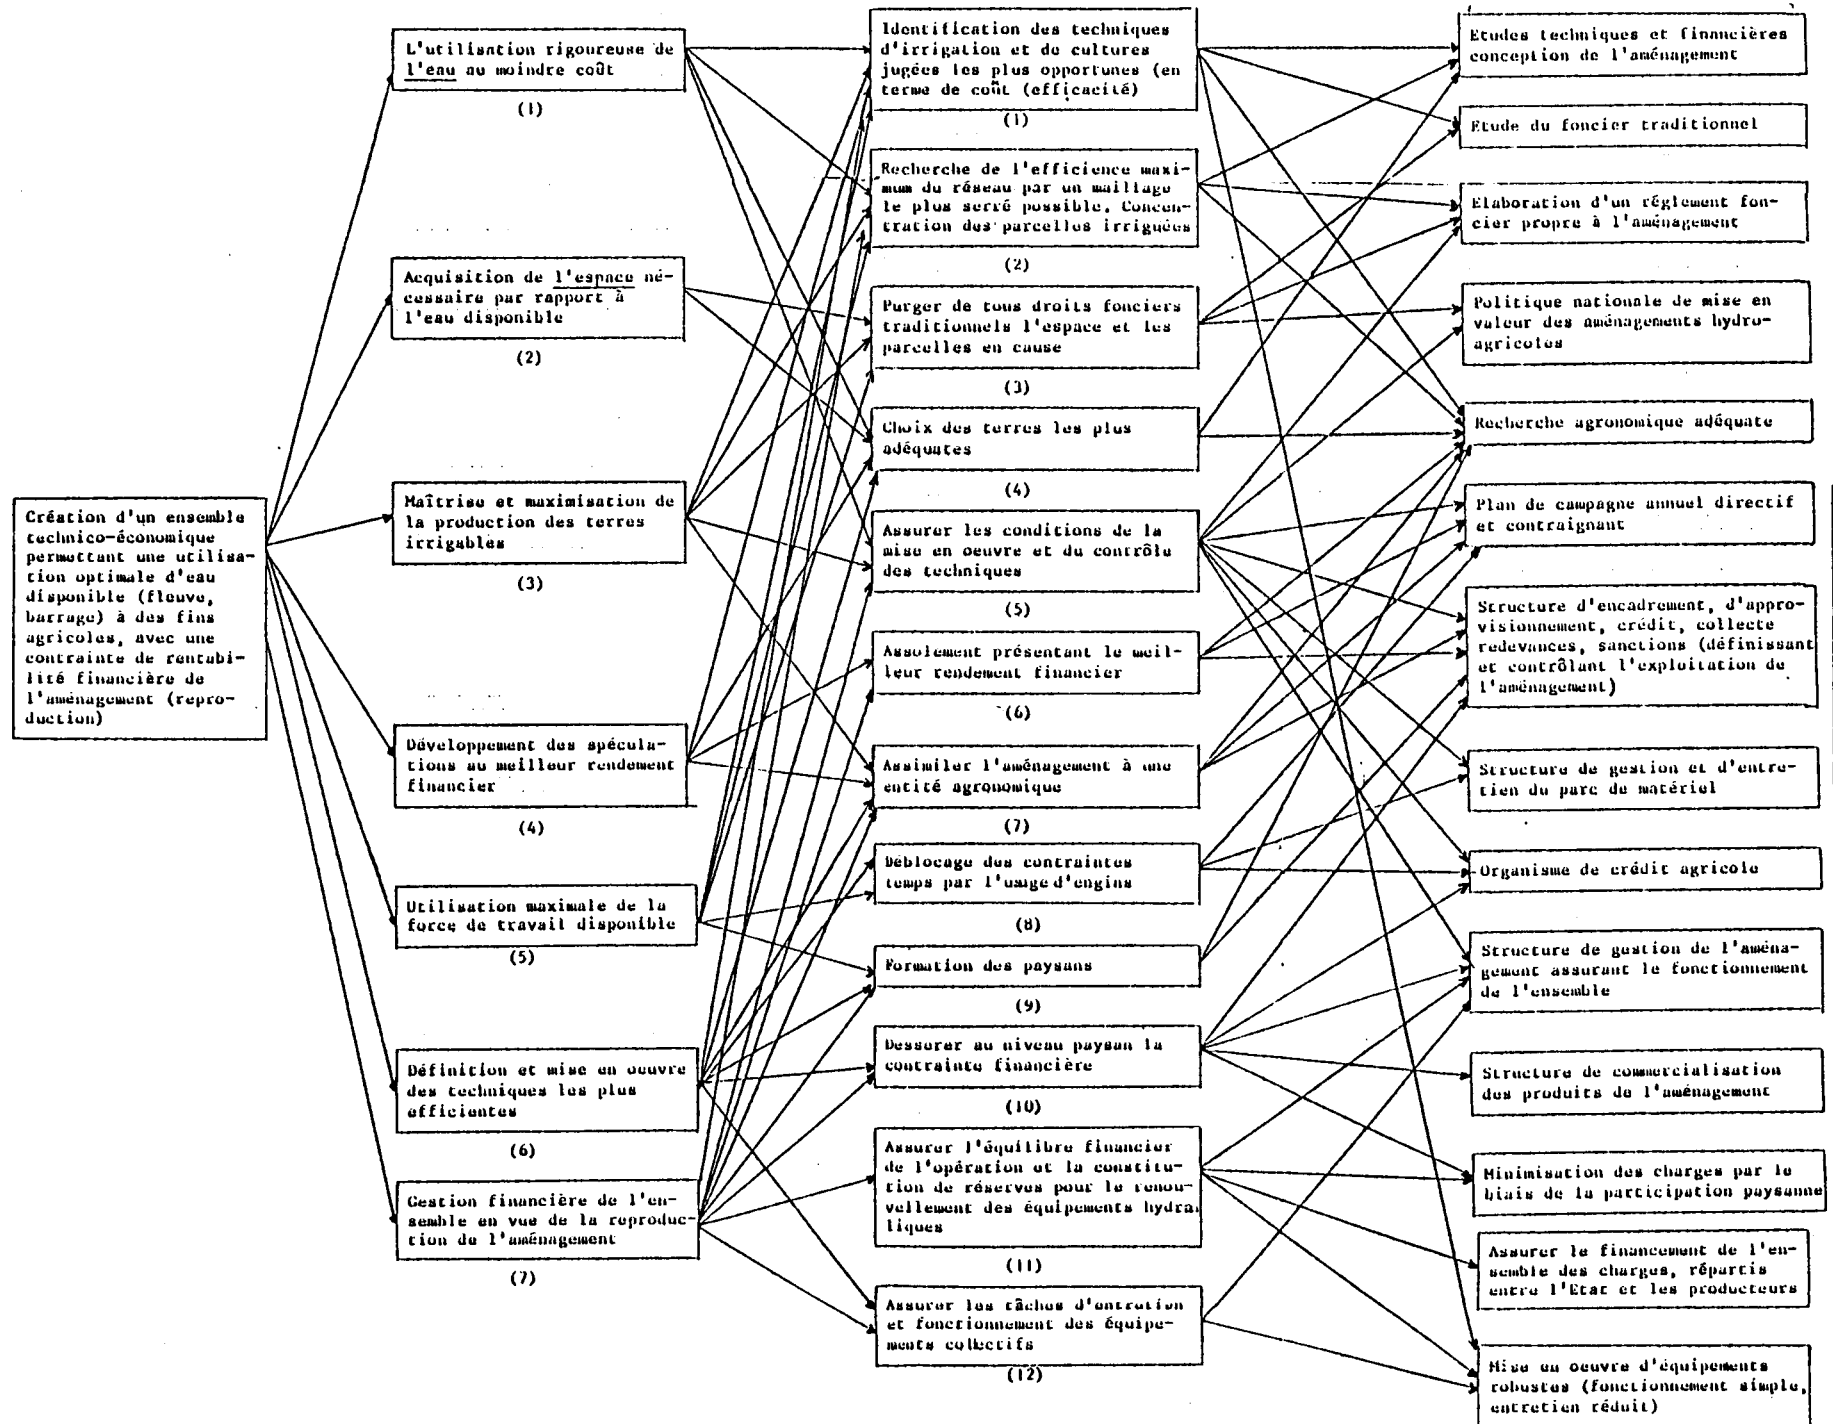 Création d'un ensemble
technico-économique
permettant une utilisa-
tion optimale d'eau
disponible (fleuve,
barrage) à des fins
agricoles, avec une
contrainte de rentabi-
lité financière de
l'aménagement (repro-
duction)
L'utilisation rigoureuse de
l'eau au moindre coût
(1)
Acquisition de l'espace né-
cessaire par rapport à
l'eau disponible
(2)
Maîtrise et maximisation de
la production des terres
irrigables
(3)
Développement des spécula-
tions au meilleur rendement
financier
(4)
Utilisation maximale de la
force de travail disponible
(5)
Définition et mise en oeuvre
des techniques les plus
efficientes
(6)
Gestion financière de l'en-
semble en vue de la reproduc-
tion de l'aménagement
(7)
Identification des techniques
d'irrigation et de cultures
jugées les plus opportunes (en
terme de coût (efficacité)
(1)
Recherche de l'efficience maxi-
mum du réseau par un maillage
le plus serré possible. Concen-
tration des parcelles irriguées
(2)
Purger de tous droits fonciers
traditionnels l'espace et les
parcelles en cause
(3)
Choix des terres les plus
adéquates
(4)
Assurer les conditions de la
mise en oeuvre et du contrôle
des techniques
(5)
Assolement présentant le meil-
leur rendement financier
(6)
Assimiler l'aménagement à une
entité agronomique
(7)
Déblocage des contraintes
temps par l'usage d'engins
(8)
Formation des paysans
(9)
Desserer au niveau paysan la
contrainte financière
(10)
Assurer l'équilibre financier
de l'opération et la constitu-
tion de réserves pour le renou-
vellement des équipements hydrau
liques
(11)
Assurer les tâches d'entretien
et fonctionnement des équipe-
ments collectifs
(12)
Etudes techniques et financières
conception de l'aménagement
Etude du foncier traditionnel
Elaboration d'un réglement fon-
cier propre à l'aménagement
Politique nationale de mise en
valeur des aménagements hydro-
agricoles
Recherche agronomique adéquate
Plan de campagne annuel directif
et contraignant
Structure d'encadrement, d'appro-
visionnement, crédit, collecte
redevances, sanctions (définissant
et contrôlant l'exploitation de
l'aménagement)
Structure de gestion et d'entre-
tien du parc de matériel
Organisme de crédit agricole
Structure de gestion de l'aména-
gement assurant le fonctionnement
de l'ensemble
Structure de commercialisation
des produits de l'aménagement
Minimisation des charges par le
biais de la participation paysanne
Assurer le financement de l'en-
semble des charges, répartis
entre l'Etat et les producteurs
Mise en oeuvre d'équipements
robustes (fonctionnement simple,
entretien réduit)